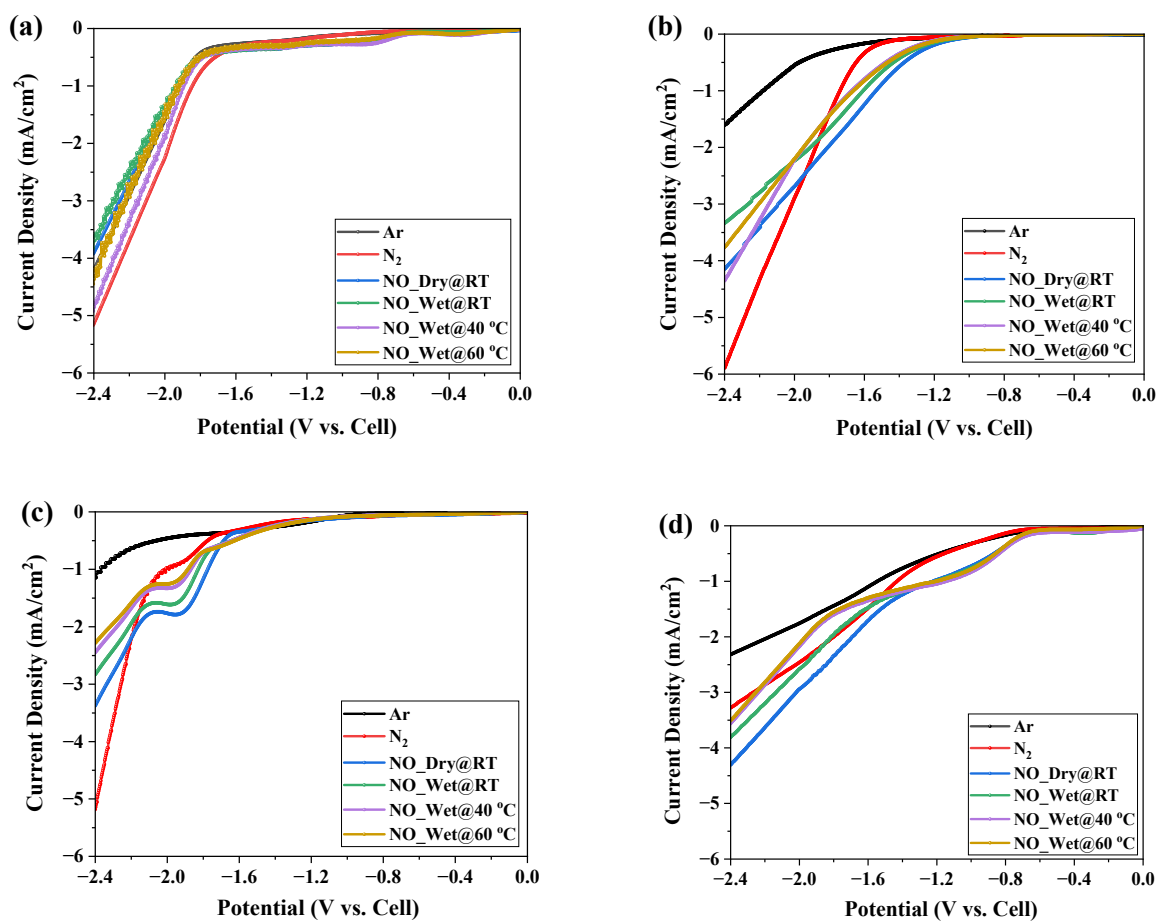 (a)
Current Density (mA/cm²)
0
−1
−2
−3
−4
−5
−6
−2.4 −2.0 −1.6 −1.2 −0.8 −0.4 0.0
Potential (V vs. Cell)
Ar
N₂
NO_Dry@RT
NO_Wet@RT
NO_Wet@40 °C
NO_Wet@60 °C
(b)
Current Density (mA/cm²)
0
−1
−2
−3
−4
−5
−6
−2.4 −2.0 −1.6 −1.2 −0.8 −0.4 0.0
Potential (V vs. Cell)
Ar
N₂
NO_Dry@RT
NO_Wet@RT
NO_Wet@40 °C
NO_Wet@60 °C
(c)
Current Density (mA/cm²)
0
−1
−2
−3
−4
−5
−6
−2.4 −2.0 −1.6 −1.2 −0.8 −0.4 0.0
Potential (V vs. Cell)
Ar
N₂
NO_Dry@RT
NO_Wet@RT
NO_Wet@40 °C
NO_Wet@60 °C
(d)
Current Density (mA/cm²)
0
−1
−2
−3
−4
−5
−6
−2.4 −2.0 −1.6 −1.2 −0.8 −0.4 0.0
Potential (V vs. Cell)
Ar
N₂
NO_Dry@RT
NO_Wet@RT
NO_Wet@40 °C
NO_Wet@60 °C